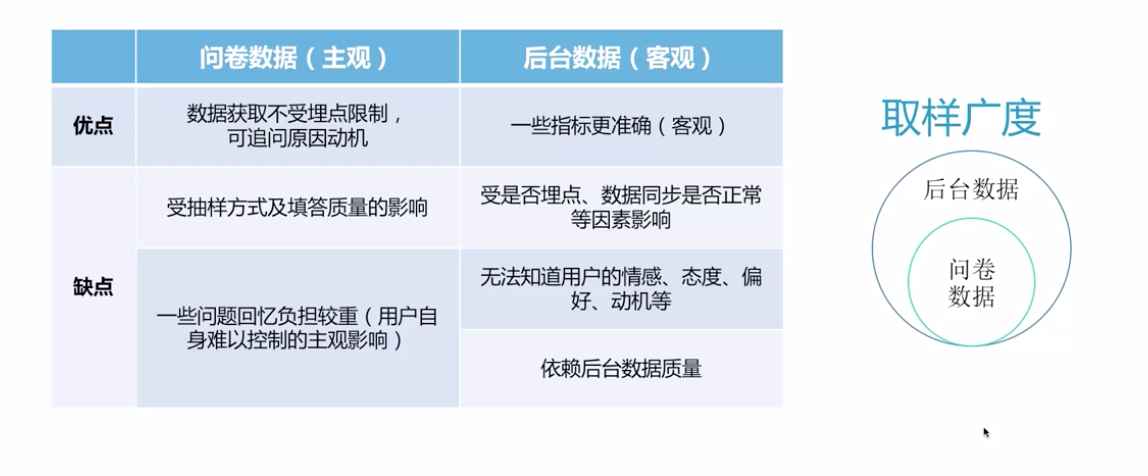 问卷数据（主观）
后台数据（客观）
优点
数据获取不受埋点限制，
可追问原因动机
一些指标更准确（客观）
缺点
受抽样方式及填答质量的影响
受是否埋点、数据同步是否正常
等因素影响
一些问题回忆负担较重（用户自
身难以控制的主观影响）
无法知道用户的情感、态度、偏
好、动机等
依赖后台数据质量
取样广度
后台数据
问卷
数据